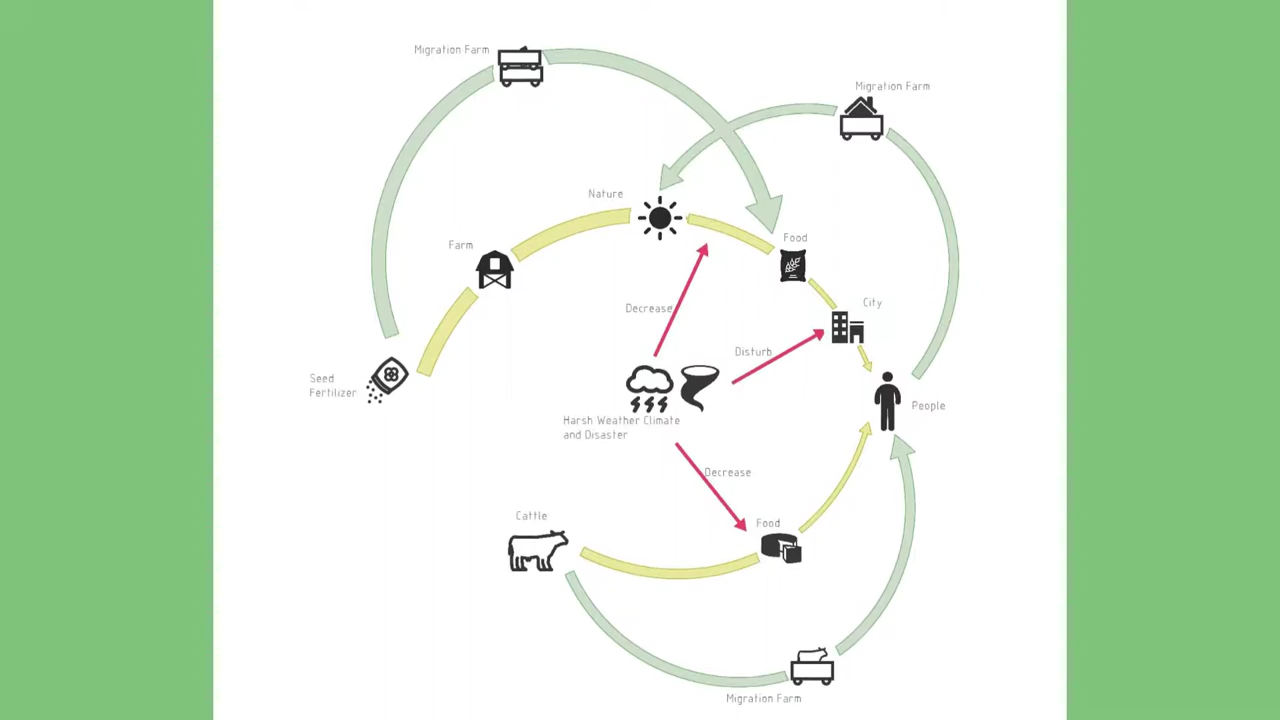 Migration Farm
Migration Farm
Nature
Farm
Food
City
Decrease
Disturb
Seed
Fertilizer
People
Harsh Weather Climate
and Disaster
Decrease
Cattle
Food
Migration Farm